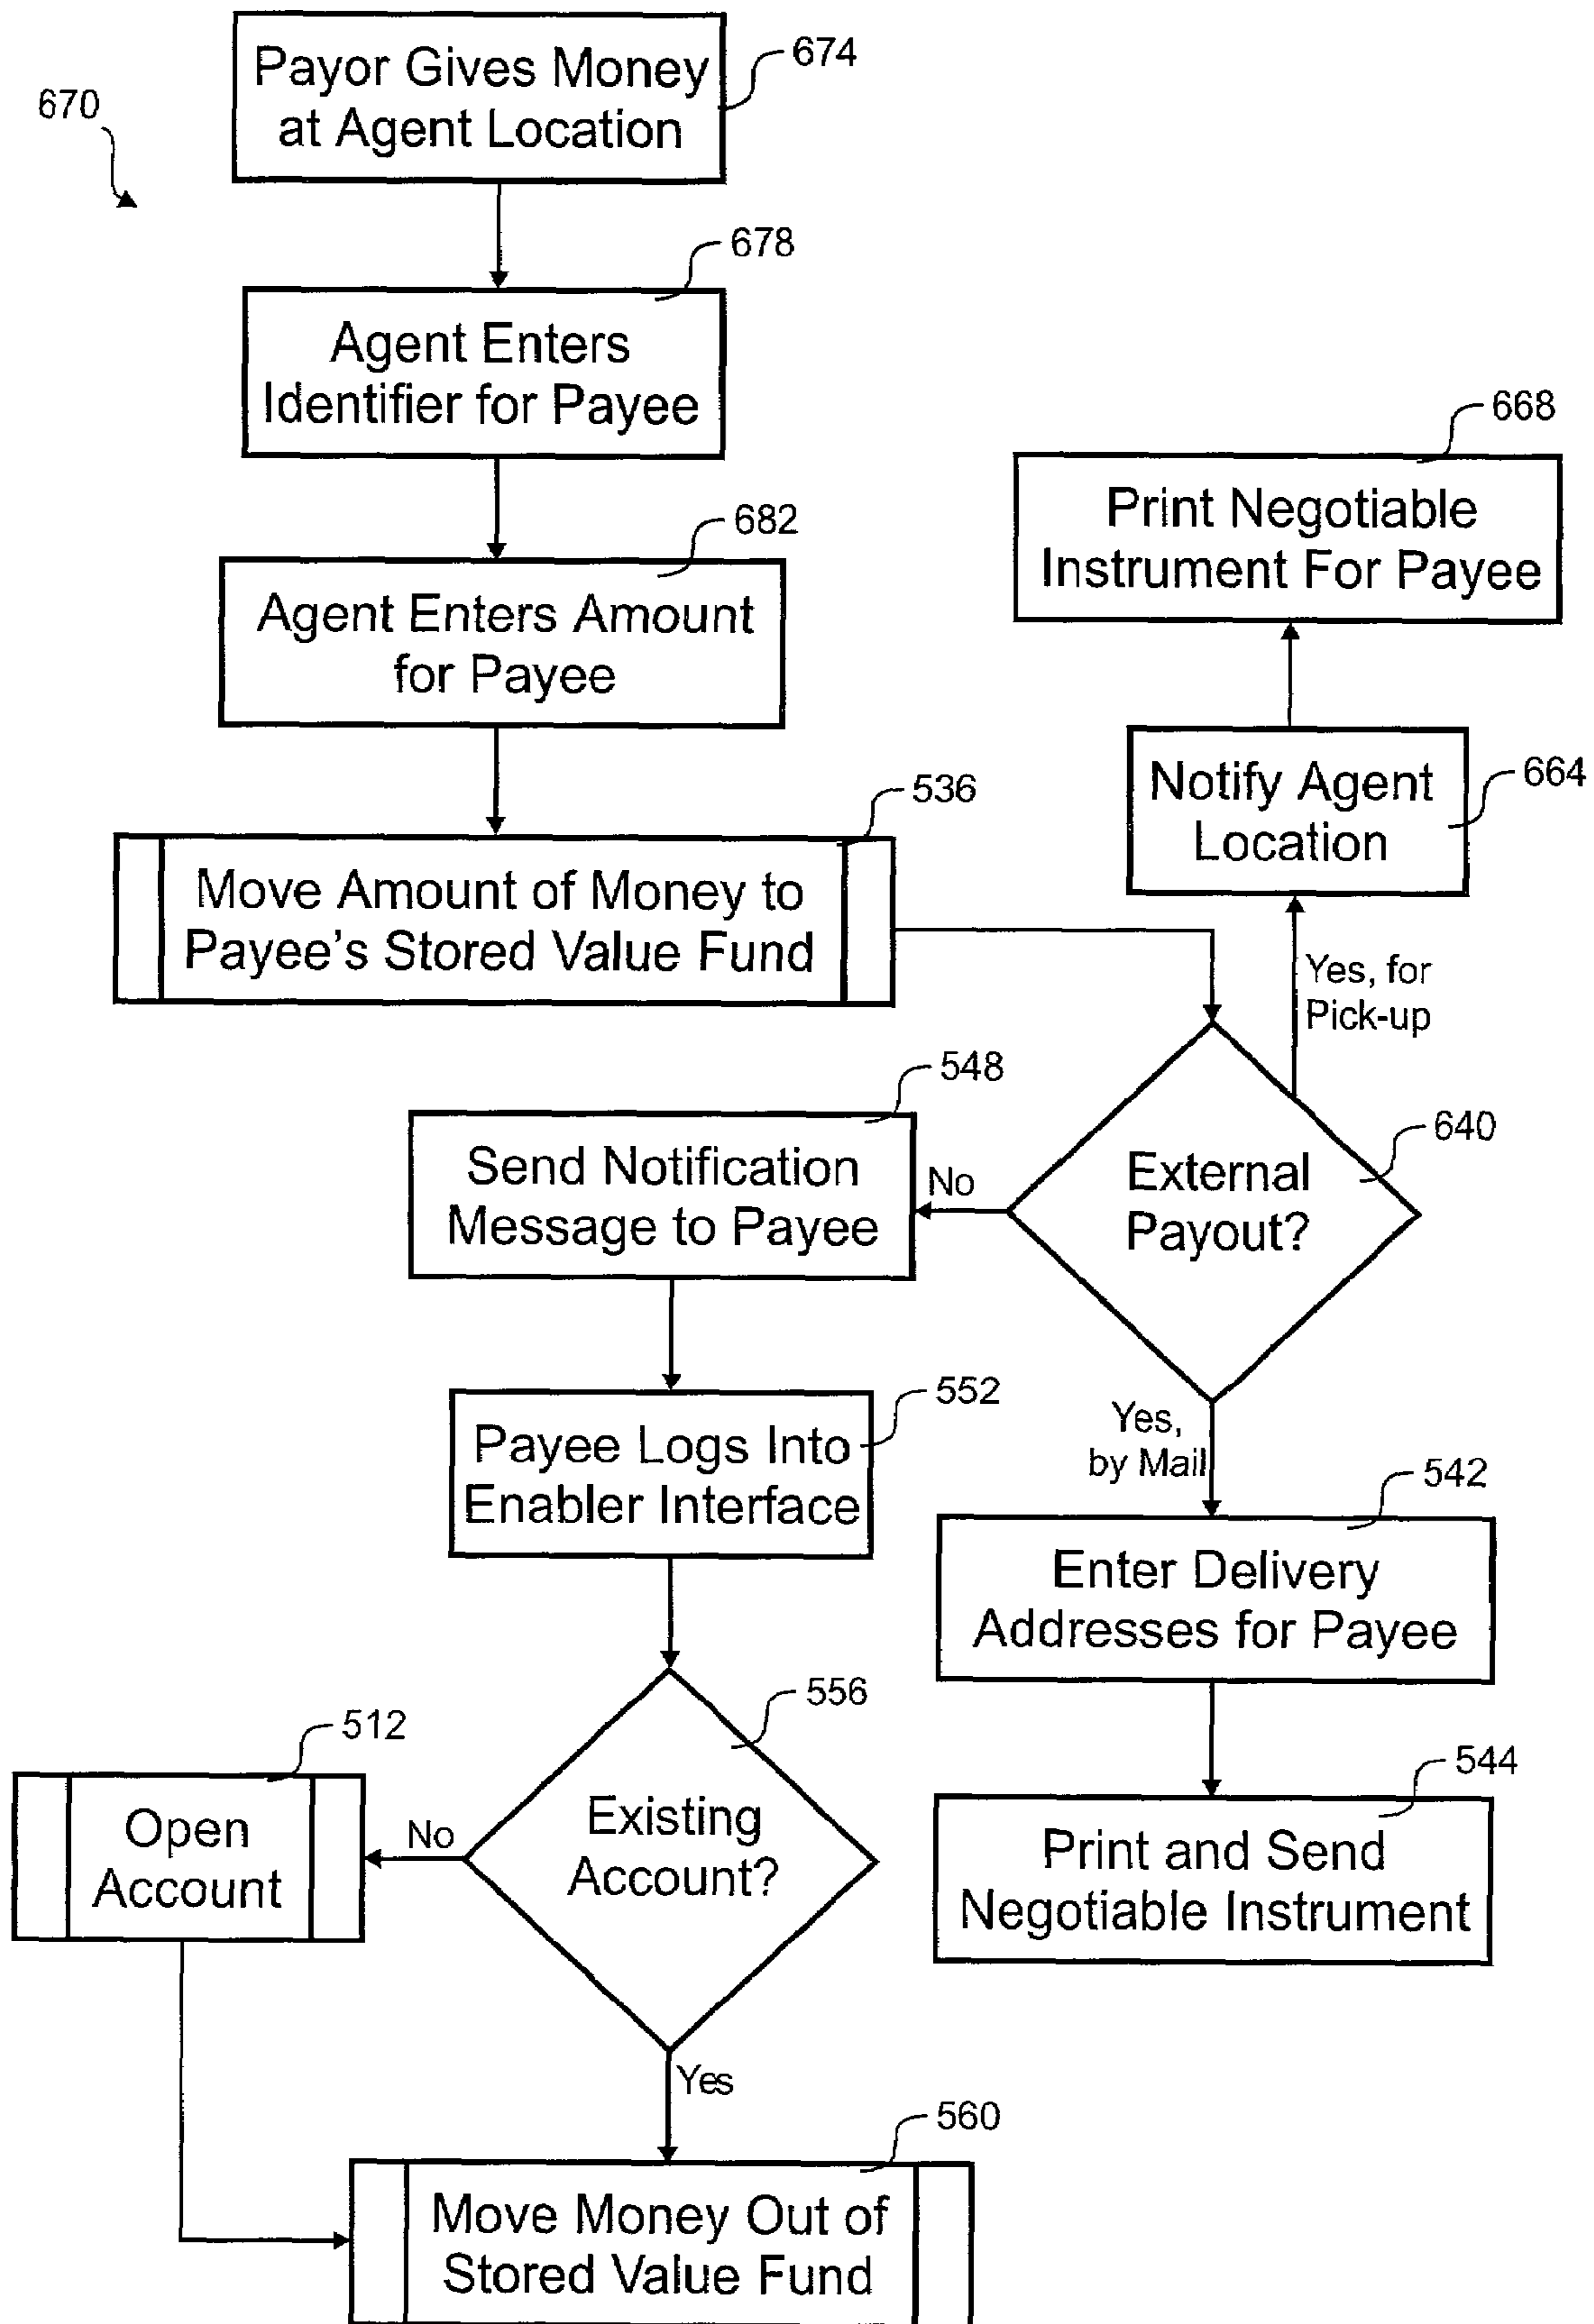 670
674
Payor Gives Money
at Agent Location
678
Agent Enters
Identifier for Payee
682
Agent Enters Amount
for Payee
536
Move Amount of Money to
Payee's Stored Value Fund
668
Print Negotiable
Instrument For Payee
664
Notify Agent
Location
Yes, for
Pick-up
640
External
Payout?
No
548
Send Notification
Message to Payee
552
Payee Logs Into
Enabler Interface
Yes,
by Mail
542
Enter Delivery
Addresses for Payee
544
Print and Send
Negotiable Instrument
556
Existing
Account?
No
512
Open
Account
Yes
560
Move Money Out of
Stored Value Fund